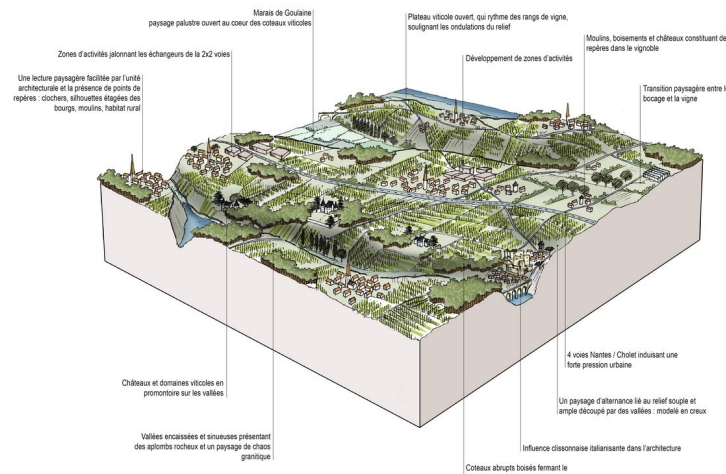 Marais de Goulaine
paysage palustre ouvert au coeur des coteaux viticoles
Plateau viticole ouvert, qui rythme des rangs de vigne,
soulignant les ondulations du relief
Moulins, boisements et châteaux constituant de
repères dans le vignoble
Zones d'activités jalonnant les échangeurs de la 2x2 voies
Développement de zones d'activités
Une lecture paysagère facilitée par l'unité
architecturale et la présence de points de
repères : clochers, silhouettes étagées des
bourgs, moulins, habitat rural
Transition paysagère entre l
bocage et la vigne
4 voies Nantes / Cholet induisant une
forte pression urbaine
Châteaux et domaines viticoles en
promontoire sur les vallées
Un paysage d'alternance lié au relief souple et
ample découpé par des vallées : modelé en creux
Vallées encaissées et sinueuses présentant
des aplombs rocheux et un paysage de chaos
granitique
Influence clissonnaise italianisante dans l'architecture
Coteaux abrupts boisés fermant le